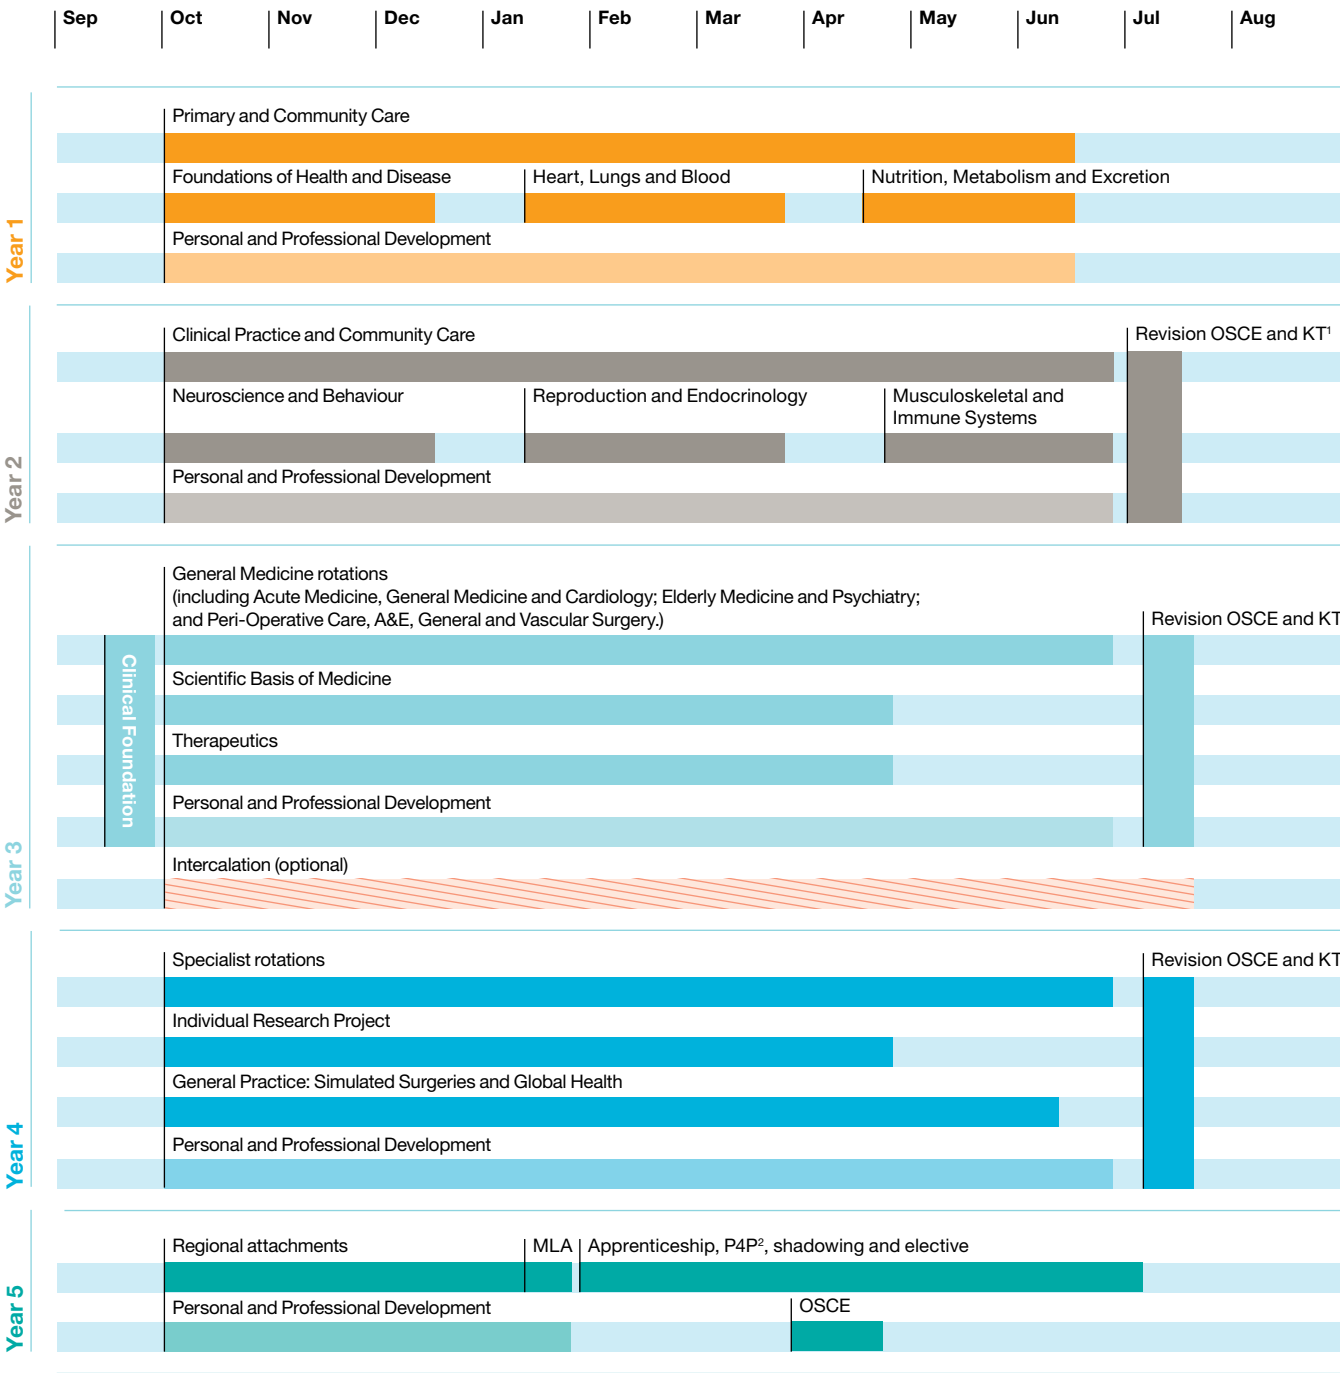 Sep Oct Nov Dec Jan Feb Mar Apr May Jun Jul Aug
Year 1
Primary and Community Care
Foundations of Health and Disease
Heart, Lungs and Blood
Nutrition, Metabolism and Excretion
Personal and Professional Development
Year 2
Clinical Practice and Community Care
Revision OSCE and KT¹
Neuroscience and Behaviour
Reproduction and Endocrinology
Musculoskeletal and
Immune Systems
Personal and Professional Development
Year 3
General Medicine rotations
(including Acute Medicine, General Medicine and Cardiology; Elderly Medicine and Psychiatry;
and Peri-Operative Care, A&E, General and Vascular Surgery.)
Revision OSCE and KT
Clinical Foundation
Scientific Basis of Medicine
Therapeutics
Personal and Professional Development
Intercalation (optional)
Year 4
Specialist rotations
Revision OSCE and KT
Individual Research Project
General Practice: Simulated Surgeries and Global Health
Personal and Professional Development
Year 5
Regional attachments
MLA
Apprenticeship, P4P², shadowing and elective
Personal and Professional Development
OSCE